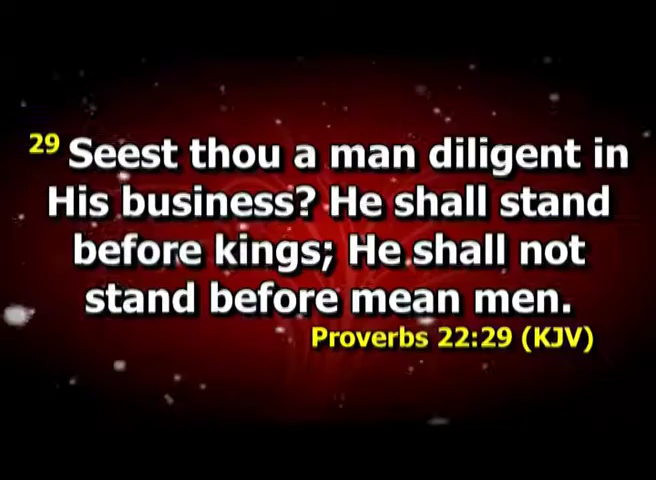 29 Seest thou a man diligent in
His business? He shall stand
before kings; He shall not
stand before mean men.
Proverbs 22:29 (KJV)